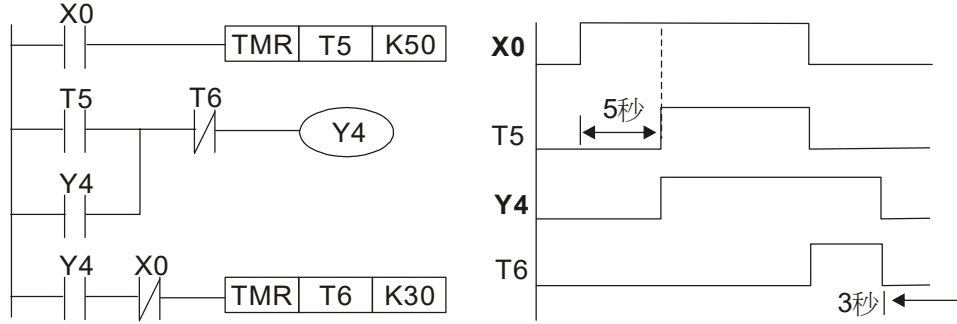 X0
TMR T5 K50
T5 T6
Y4
Y4
Y4 X0
TMR T6 K30
X0
5秒
T5
Y4
T6
3秒